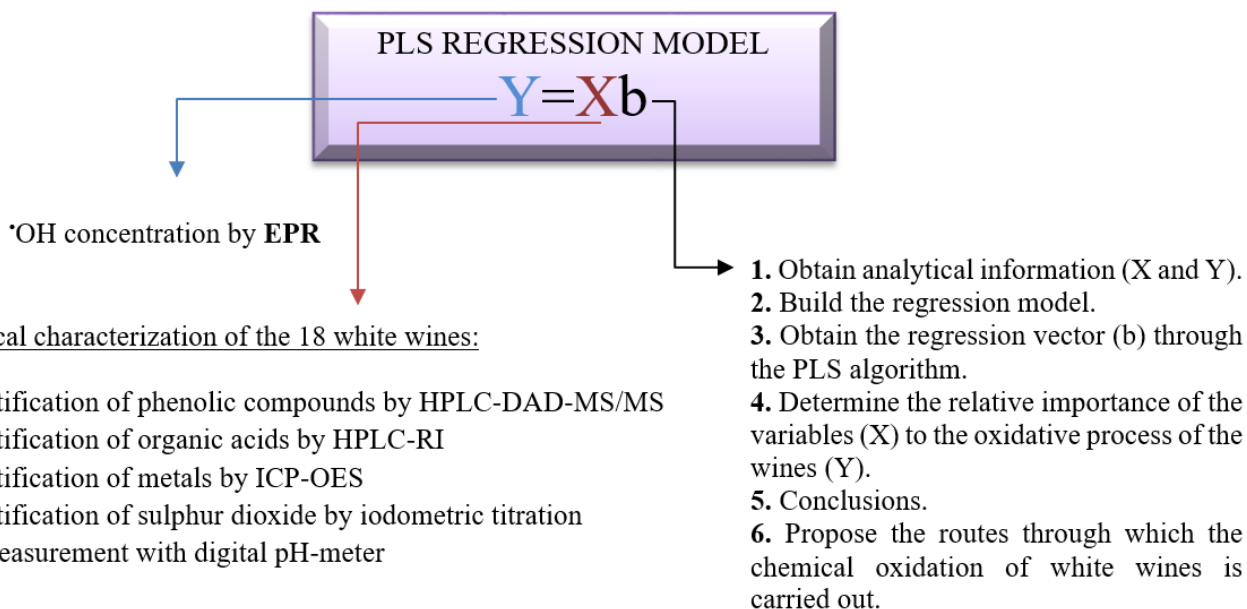 PLS REGRESSION MODEL
Y=Xb
•OH concentration by EPR
cal characterization of the 18 white wines:
tification of phenolic compounds by HPLC-DAD-MS/MS
tification of organic acids by HPLC-RI
tification of metals by ICP-OES
tification of sulphur dioxide by iodometric titration
easurement with digital pH-meter
1. Obtain analytical information (X and Y).
2. Build the regression model.
3. Obtain the regression vector (b) through
the PLS algorithm.
4. Determine the relative importance of the
variables (X) to the oxidative process of the
wines (Y).
5. Conclusions.
6. Propose the routes through which the
chemical oxidation of white wines is
carried out.